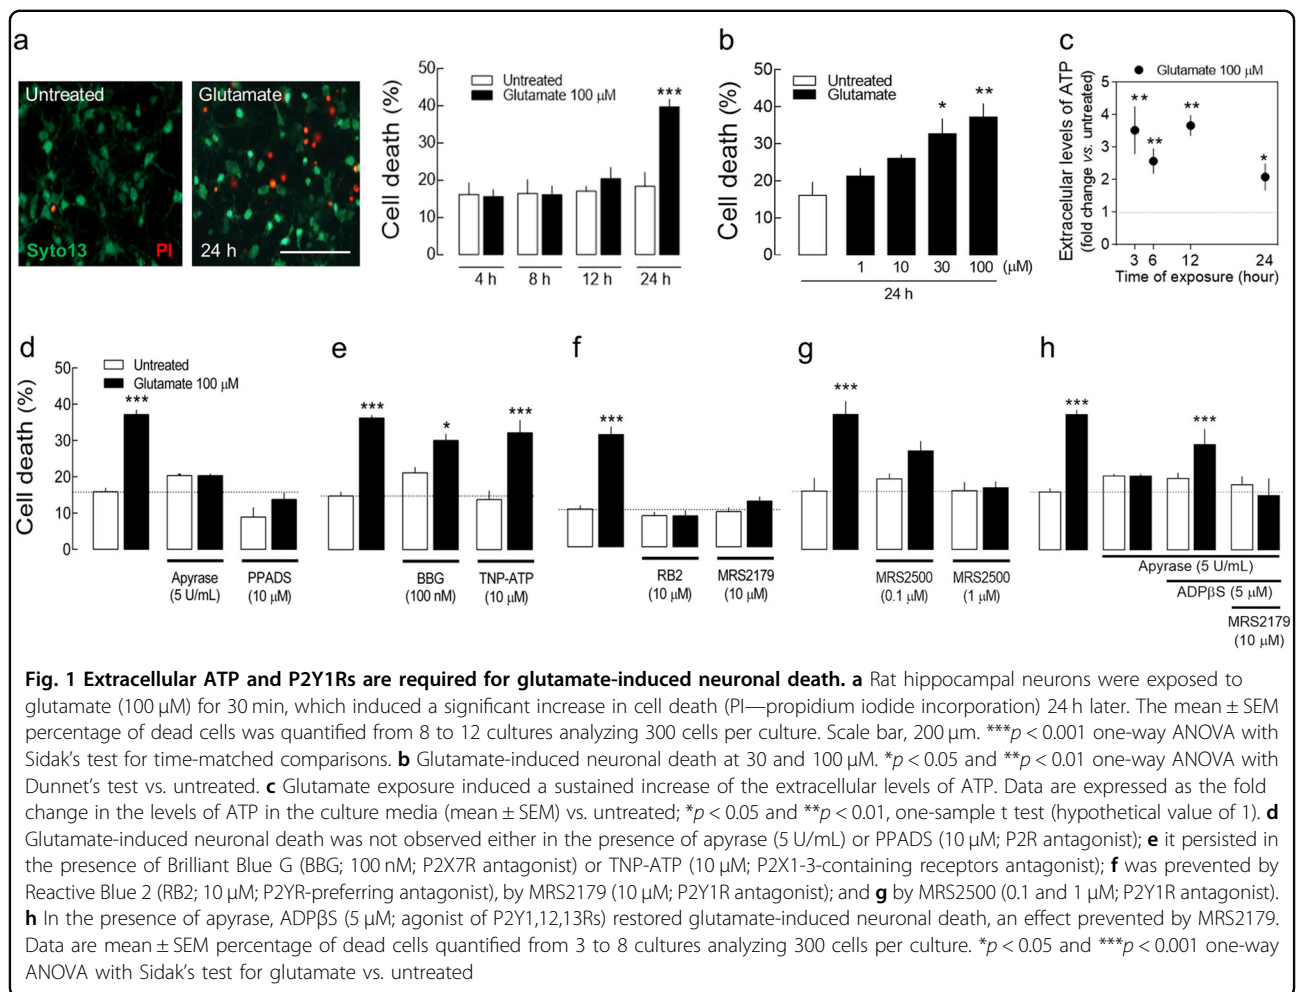 a
Untreated
Syto13
PI
Glutamate
24 h
Cell death (%)
50
40
30
20
10
0
Untreated
Glutamate 100 μM
***
4 h
8 h
12 h
24 h
b
Cell death (%)
50
40
30
20
10
0
Untreated
Glutamate
*
**
1
10
30
100
(μM)
24 h
c
Glutamate 100 μM
Extracelular levels of ATP
(fold change vs. untreated)
5
4
3
2
1
0
**
**
**
*
3
6
12
24
Time of exposure (hour)
d
Cell death (%)
50
40
30
20
10
0
Untreated
Glutamate 100 μM
***
Apyrase
(5 U/mL)
PPADS
(10 μM)
e
***
*
***
BBG
(100 nM)
TNP-ATP
(10 μM)
f
***
RB2
(10 μM)
MRS2179
(10 μM)
g
***
MRS2500
(0.1 μM)
MRS2500
(1 μM)
h
***
***
Apyrase (5 U/mL)
ADPβS (5 μM)
MRS2179
(10 μM)
Fig. 1 Extracellular ATP and P2Y1Rs are required for glutamate-induced neuronal death. a Rat hippocampal neurons were exposed to
glutamate (100 μM) for 30 min, which induced a significant increase in cell death (PI—propidium iodide incorporation) 24 h later. The mean ± SEM
percentage of dead cells was quantified from 8 to 12 cultures analyzing 300 cells per culture. Scale bar, 200 μm. ***p < 0.001 one-way ANOVA with
Sidak's test for time-matched comparisons. b Glutamate-induced neuronal death at 30 and 100 μM. *p < 0.05 and **p < 0.01 one-way ANOVA with
Dunnet's test vs. untreated. c Glutamate exposure induced a sustained increase of the extracellular levels of ATP. Data are expressed as the fold
change in the levels of ATP in the culture media (mean ± SEM) vs. untreated; *p < 0.05 and **p < 0.01, one-sample t test (hypothetical value of 1). d
Glutamate-induced neuronal death was not observed either in the presence of apyrase (5 U/mL) or PPADS (10 μM; P2R antagonist); e it persisted in
the presence of Brilliant Blue G (BBG; 100 nM; P2X7R antagonist) or TNP-ATP (10 μM; P2X1-3-containing receptors antagonist); f was prevented by
Reactive Blue 2 (RB2; 10 μM; P2YR-preferring antagonist), by MRS2179 (10 μM; P2Y1R antagonist); and g by MRS2500 (0.1 and 1 μM; P2Y1R antagonist).
h In the presence of apyrase, ADPβS (5 μM; agonist of P2Y1,12,13Rs) restored glutamate-induced neuronal death, an effect prevented by MRS2179.
Data are mean ± SEM percentage of dead cells quantified from 3 to 8 cultures analyzing 300 cells per culture. *p < 0.05 and ***p < 0.001 one-way
ANOVA with Sidak's test for glutamate vs. untreated